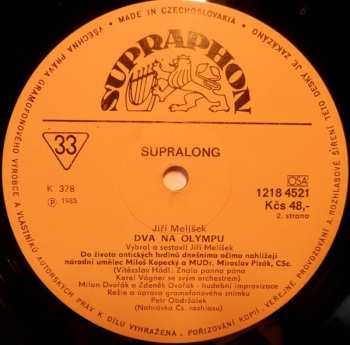 VŠECHNA PRÁVA GRAMOFONOVÉHO VÝROBCE A VLASTNÍKŮ AUTORSKÝCH PRÁV K DÍLU VYHRAŽENA. POŘIZOVÁNÍ KOPIÍ, VEREJNÉ PROVOZOVÁNÍ A ROZHLASOVÉ ŠÍŘENÍ TÉTO DESKY JE ZAKÁZÁNO
• MADE IN CZECHOSLOVAKIA •
SUPRAPHON
33
SUPRALONG
K 378
OSA
1218 4521
℗ 1985
Kčs 48,-
2. strana
Jiří Melíšek
DVA NA OLYMPU
Vybral a sestavil Jiří Melíšek
Do života antických hrdinů dnešníma očima nahlížejí
národní umělec Miloš Kopecký a MUDr. Miroslav Plzák, CSc.
(Vítězslav Hádl: Znala panna pána
Karel Vágner se svým orchestrem)
Milan Dvořák & Zdeněk Dvořák - hudební improvizace
Režie a úprava gramofonového snímku
Petr Obdržálek
(Nahrávka Čs. rozhlasu)